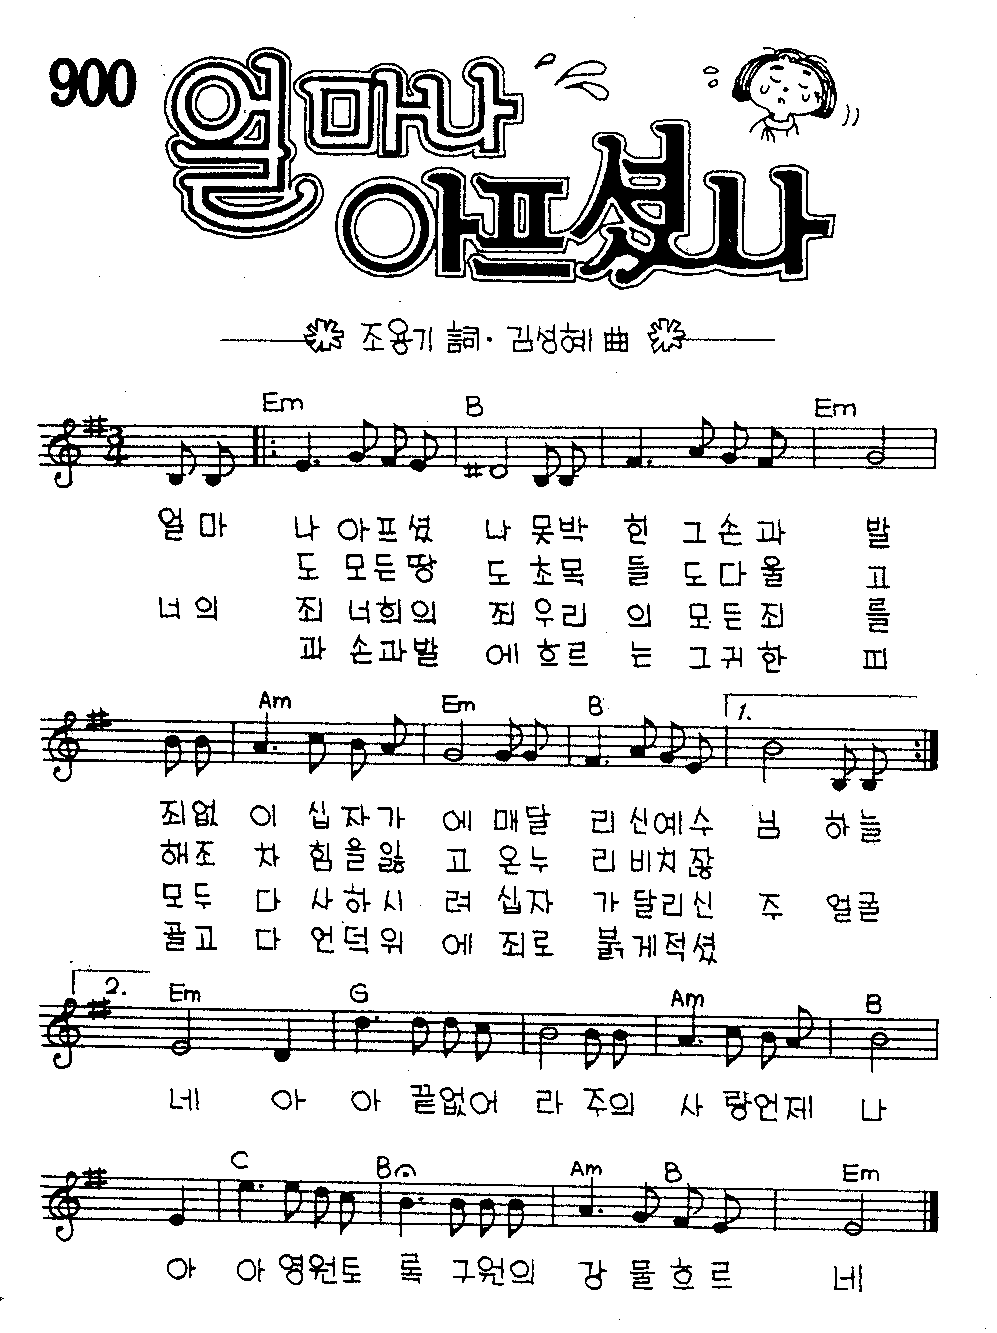 900
얼마나
아프셨나
조용기 詞 · 김성혜 曲
Em B Em
얼 마 나 아프셨 나 못박 힌 그 손 과 발
도 모든땅 도 초목 들 도 다 울 고
너 의 죄 너희의 죄 우리 의 모 든 죄 를
과 손과발 에 흐르 는 그 귀 한 피
Am Em B 1.
죄없 이 십 자가 에 매달 리 신예수 님 하늘
해조 차 힘을잃 고 온누 리 비치잖
모두 다 사하시 려 십자 가 달리신 주 얼굴
골고 다 언덕위 에 죄로 붉게적셨
2. Em G Am B
네 아 아 끝없어 라 주의 사 랑언제 나
C B Am B Em
아 아 영원토 록 구원의 강 물 흐 르 네